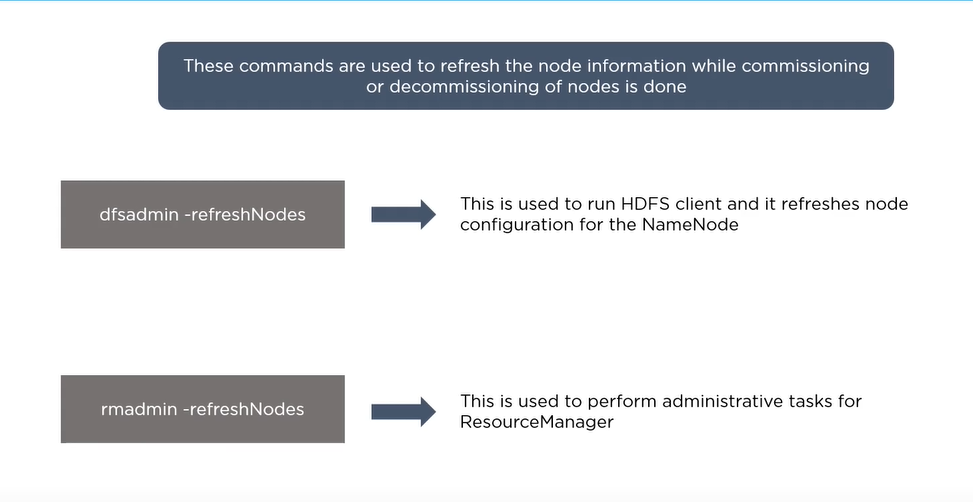 These commands are used to refresh the node information while commissioning
or decommissioning of nodes is done
dfsadmin -refreshNodes
This is used to run HDFS client and it refreshes node
configuration for the NameNode
rmadmin -refreshNodes
This is used to perform administrative tasks for
ResourceManager